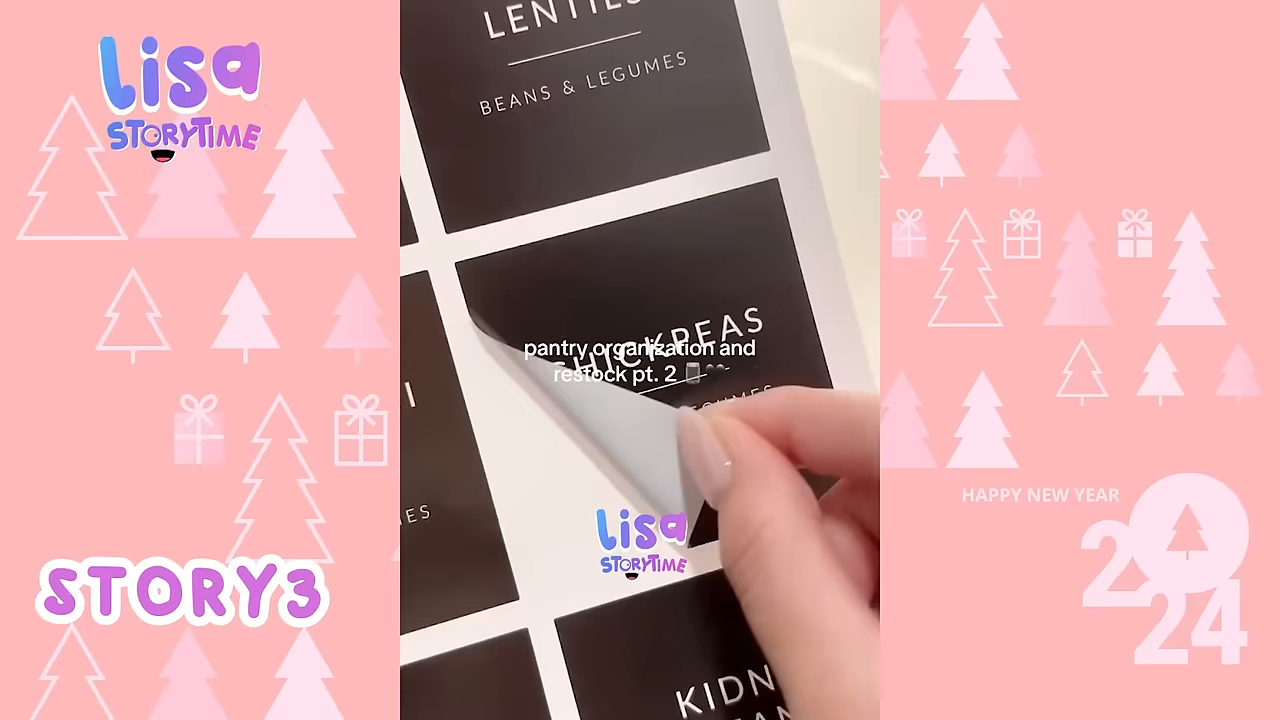 Lisa
STORYTIME
STORY3
LENTILS
BEANS & LEGUMES
CHICKPEAS
pantry organization and
restock pt. 2
Lisa
STORYTIME
HAPPY NEW YEAR
2024